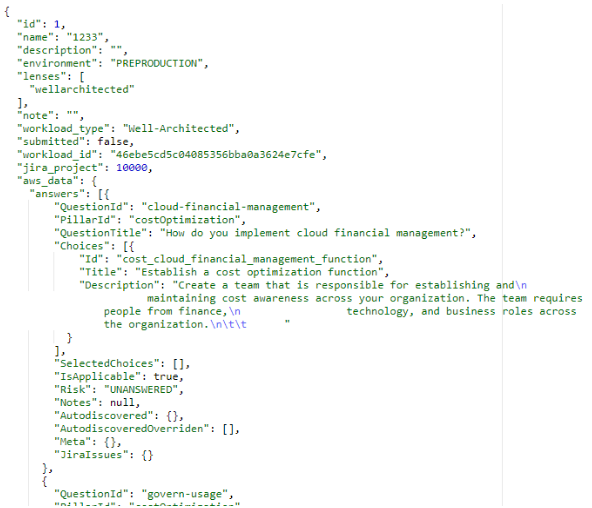 {
"id": 1,
"name": "1233",
"description": "",
"environment": "PREPRODUCTION",
"lenses": [
"wellarchitected"
],
"note": "",
"workload_type": "Well-Architected",
"submitted": false,
"workload_id": "46ebe5cd5c04085356bba0a3624e7cfe",
"jira_project": 10000,
"aws_data": {
"answers": [{
"QuestionId": "cloud-financial-management",
"PillarId": "costOptimization",
"QuestionTitle": "How do you implement cloud financial management?",
"Choices": [{
"Id": "cost_cloud_financial_management_function",
"Title": "Establish a cost optimization function",
"Description": "Create a team that is responsible for establishing and\n
maintaining cost awareness across your organization. The team requires
people from finance,\n technology, and business roles across
the organization.\n\t\t "
}
],
"SelectedChoices": [],
"IsApplicable": true,
"Risk": "UNANSWERED",
"Notes": null,
"Autodiscovered": {},
"AutodiscoveredOverriden": [],
"Meta": {},
"JiraIssues": {}
},
{
"QuestionId": "govern-usage",
"PillarId": "costOptimization",